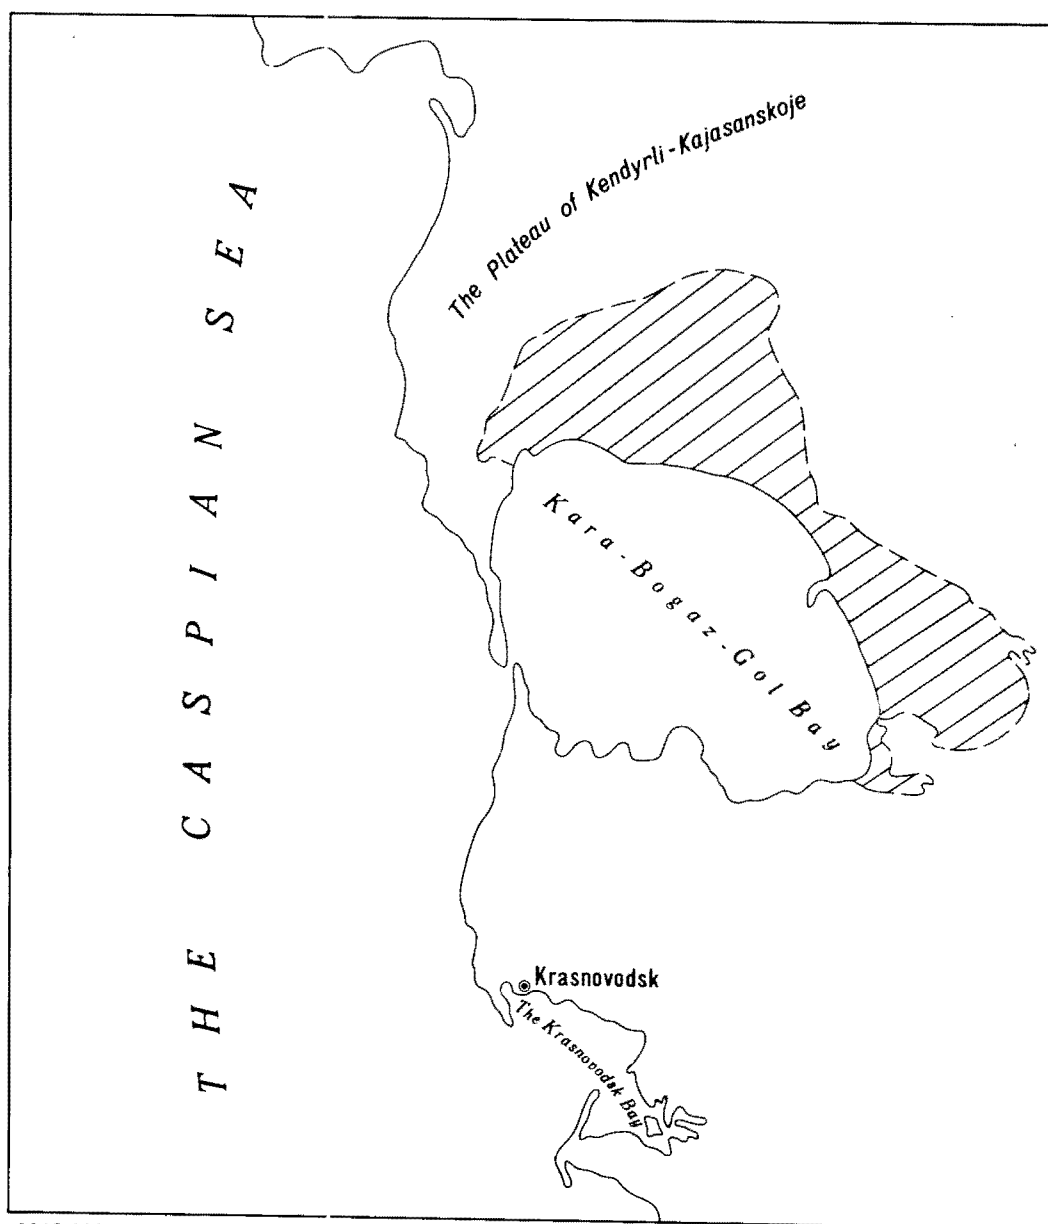 THE CASPIAN SEA
The Plateau of Kendyrli-Kajasanskoje
Kara-Bogaz-Gol Bay
Krasnovodsk
The Krasnovodsk Bay